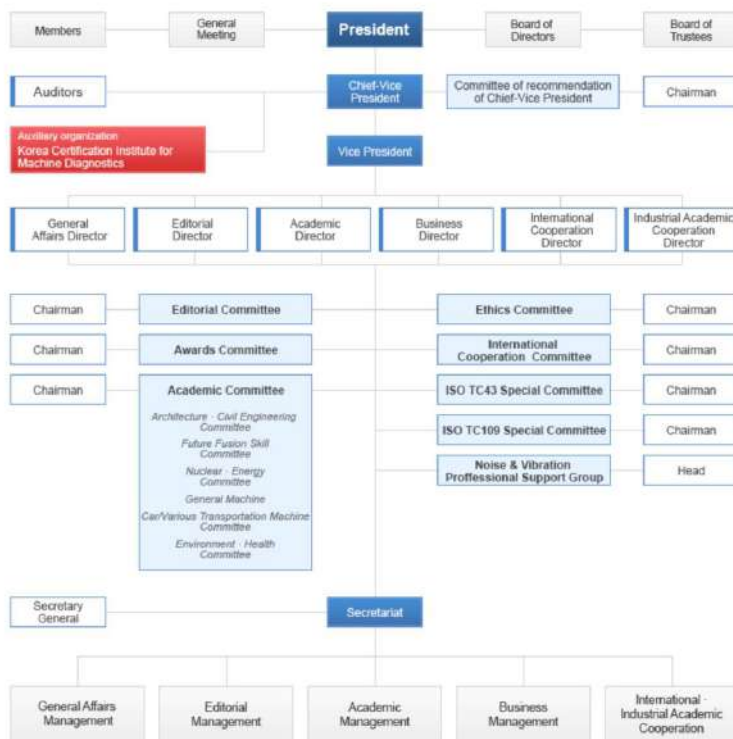 Members
General
Meeting
President
Board of
Directors
Board of
Trustees
Auditors
Chief-Vice
President
Committee of recommendation
of Chief-Vice President
Chairman
Auxiliary organization
Korea Certification Institute for
Machine Diagnostics
Vice President
General
Affairs Director
Editorial
Director
Academic
Director
Business
Director
International
Cooperation
Director
Industrial Academic
Cooperation
Director
Chairman
Editorial Committee
Ethics Committee
Chairman
Chairman
Awards Committee
International
Cooperation Committee
Chairman
Chairman
Academic Committee
Architecture · Civil Engineering
Committee
Future Fusion Skill
Committee
Nuclear · Energy
Committee
General Machine
Car/Various Transportation Machine
Committee
Environment · Health
Committee
ISO TC43 Special Committee
Chairman
ISO TC109 Special Committee
Chairman
Noise & Vibration
Proffessional Support Group
Head
Secretary
General
Secretariat
General Affairs
Management
Editorial
Management
Academic
Management
Business
Management
International ·
Industrial Academic
Cooperation